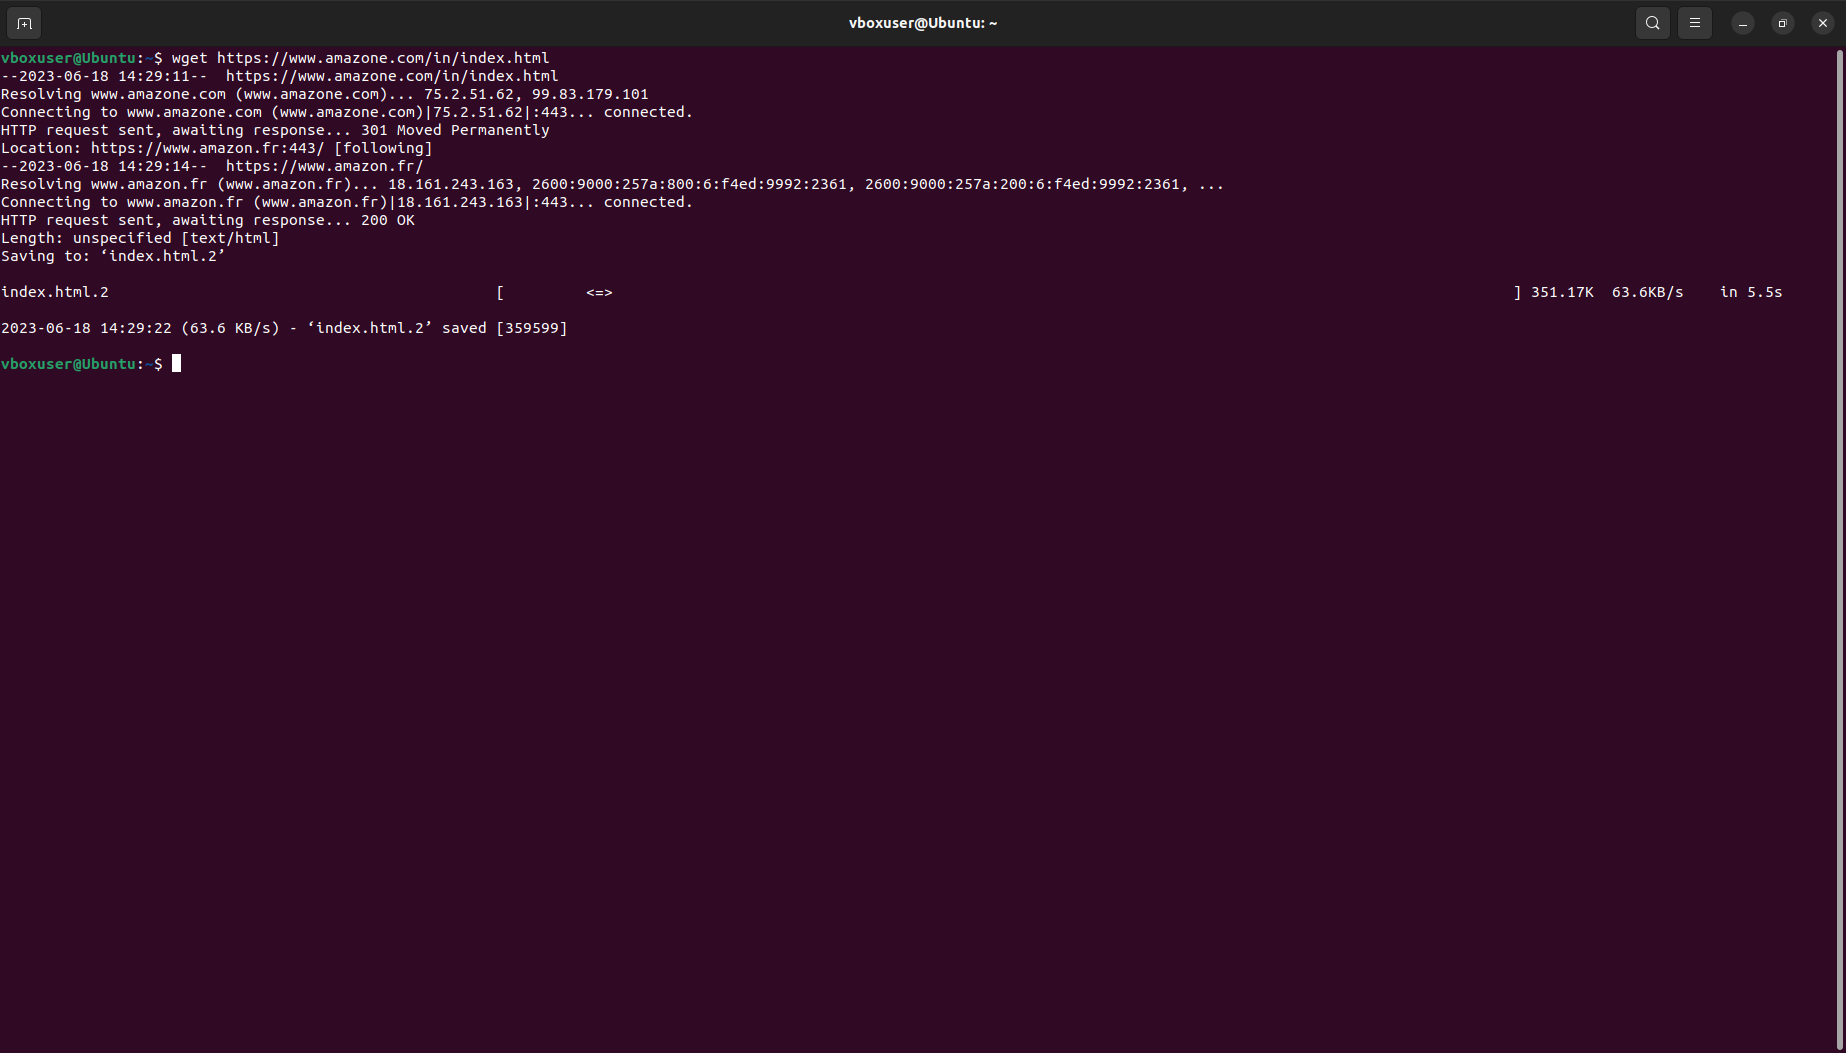 vboxuser@Ubuntu: ~
vboxuser@Ubuntu:~$ wget https://www.amazone.com/in/index.html
--2023-06-18 14:29:11--  https://www.amazone.com/in/index.html
Resolving www.amazone.com (www.amazone.com)... 75.2.51.62, 99.83.179.101
Connecting to www.amazone.com (www.amazone.com)|75.2.51.62|:443... connected.
HTTP request sent, awaiting response... 301 Moved Permanently
Location: https://www.amazon.fr:443/ [following]
--2023-06-18 14:29:14--  https://www.amazon.fr/
Resolving www.amazon.fr (www.amazon.fr)... 18.161.243.163, 2600:9000:257a:800:6:f4ed:9992:2361, 2600:9000:257a:200:6:f4ed:9992:2361, ...
Connecting to www.amazon.fr (www.amazon.fr)|18.161.243.163|:443... connected.
HTTP request sent, awaiting response... 200 OK
Length: unspecified [text/html]
Saving to: ‘index.html.2’
index.html.2 [ <=> ] 351.17K 63.6KB/s in 5.5s
2023-06-18 14:29:22 (63.6 KB/s) - ‘index.html.2’ saved [359599]
vboxuser@Ubuntu:~$